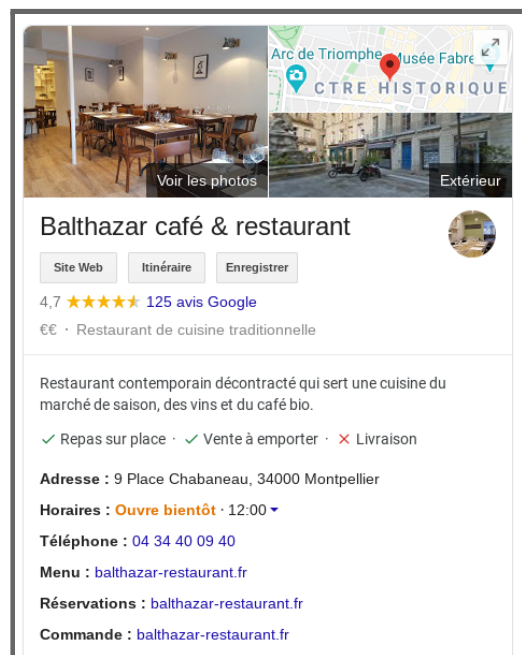 Arc de Triomphe
Musée Fabre
CTRE HISTORIQUE
Voir les photos
Extérieur
Balthazar café & restaurant
Site Web
Itinéraire
Enregistrer
4,7 125 avis Google
€€ · Restaurant de cuisine traditionnelle
Restaurant contemporain décontracté qui sert une cuisine du
marché de saison, des vins et du café bio.
Repas sur place · Vente à emporter · Livraison
Adresse : 9 Place Chabaneau, 34000 Montpellier
Horaires : Ouvre bientôt · 12:00
Téléphone : 04 34 40 09 40
Menu : balthazar-restaurant.fr
Réservations : balthazar-restaurant.fr
Commande : balthazar-restaurant.fr